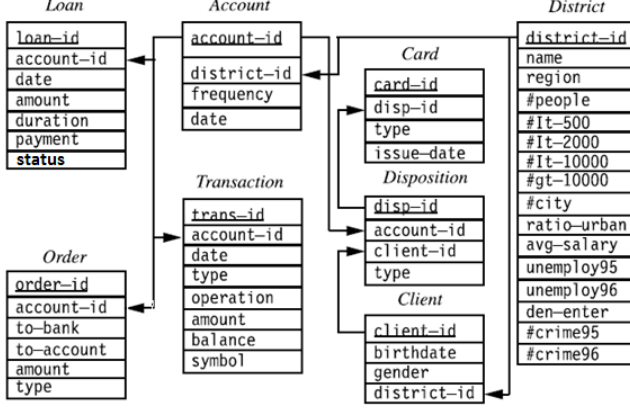 Loan
loan-id
account-id
date
amount
duration
payment
status
Account
account-id
district-id
frequency
date
Card
card-id
disp-id
type
issue-date
District
district-id
name
region
#people
#It-500
#It-2000
#It-10000
#gt-10000
#city
ratio-urban
avg-salary
unemploy95
unemploy96
den-enter
#crime95
#crime96
Transaction
trans-id
account-id
date
type
operation
amount
balance
symbol
Disposition
disp-id
account-id
client-id
type
Order
order-id
account-id
to-bank
to-account
amount
type
Client
client-id
birthdate
gender
district-id